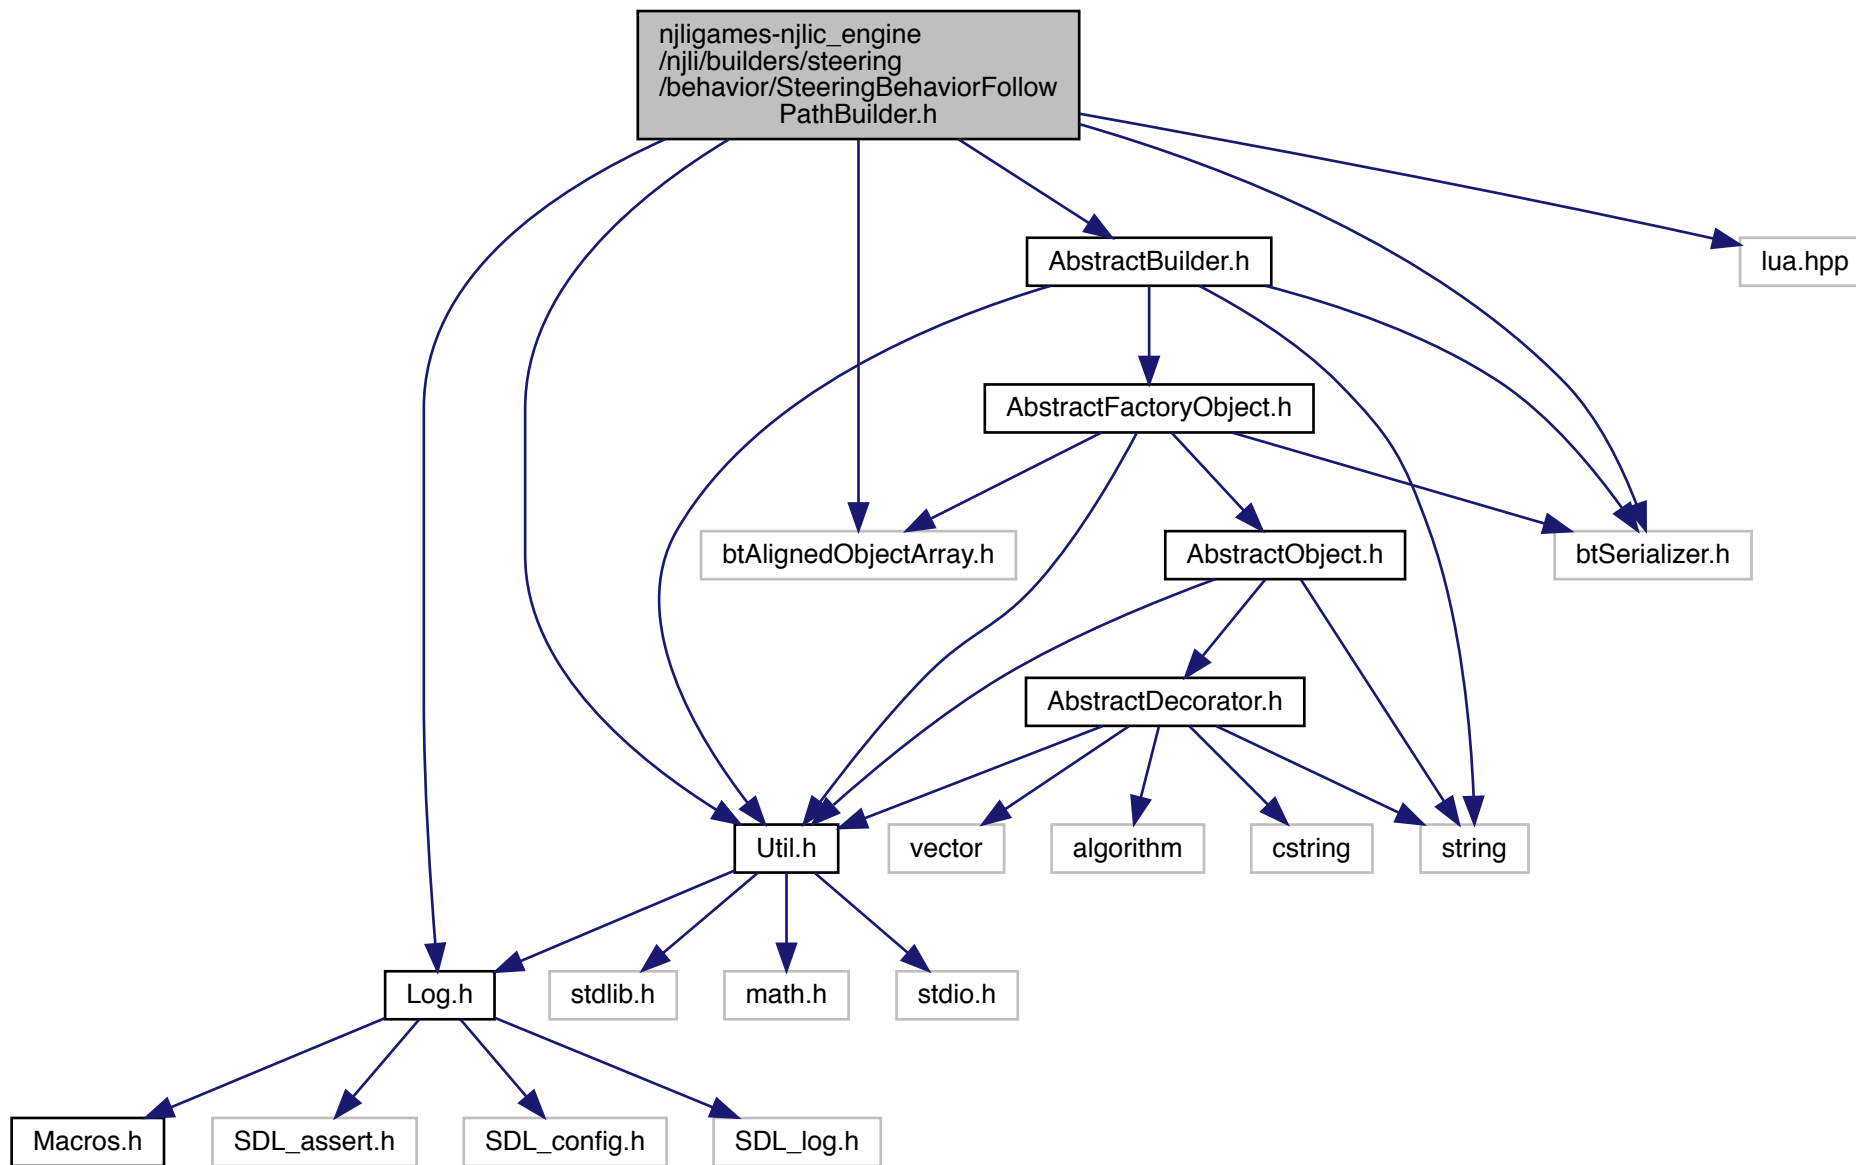 njligames-njlic_engine
/njli/builders/steering
/behavior/SteeringBehaviorFollow
PathBuilder.h
AbstractBuilder.h
lua.hpp
AbstractFactoryObject.h
btAlignedObjectArray.h
AbstractObject.h
btSerializer.h
AbstractDecorator.h
Util.h
vector
algorithm
cstring
string
Log.h
stdlib.h
math.h
stdio.h
Macros.h
SDL_assert.h
SDL_config.h
SDL_log.h